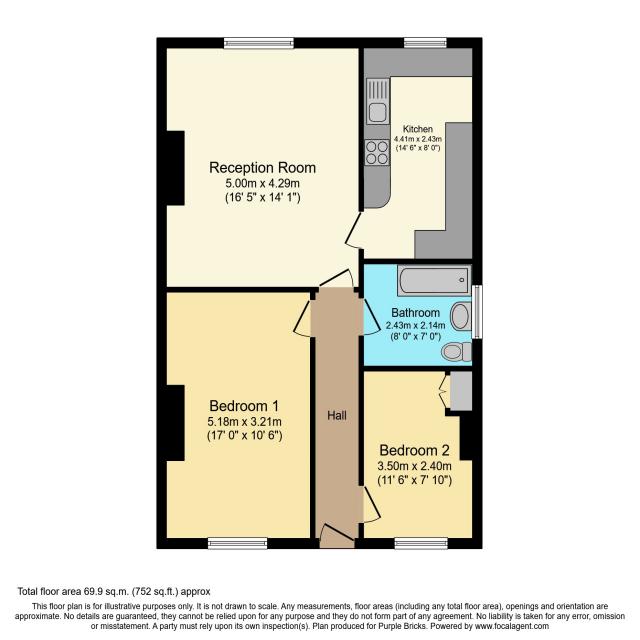 Kitchen
4.41m x 2.43m
(14' 6" x 8' 0")
Reception Room
5.00m x 4.29m
(16' 5" x 14' 1")
Bathroom
2.43m x 2.14m
(8' 0" x 7' 0")
Bedroom 1
5.18m x 3.21m
(17' 0" x 10' 6")
Hall
Bedroom 2
3.50m x 2.40m
(11' 6" x 7' 10")
Total floor area 69.9 sq.m. (752 sq.ft.) approx
This floor plan is for illustrative purposes only. It is not drawn to scale. Any measurements, floor areas (including any total floor area), openings and orientation are
approximate. No details are guaranteed, they cannot be relied upon for any purpose and they do not form part of any agreement. No liability is taken for any error, omission
or misstatement. A party must rely upon its own inspection(s). Plan produced for Purple Bricks. Powered by www.focalagent.com